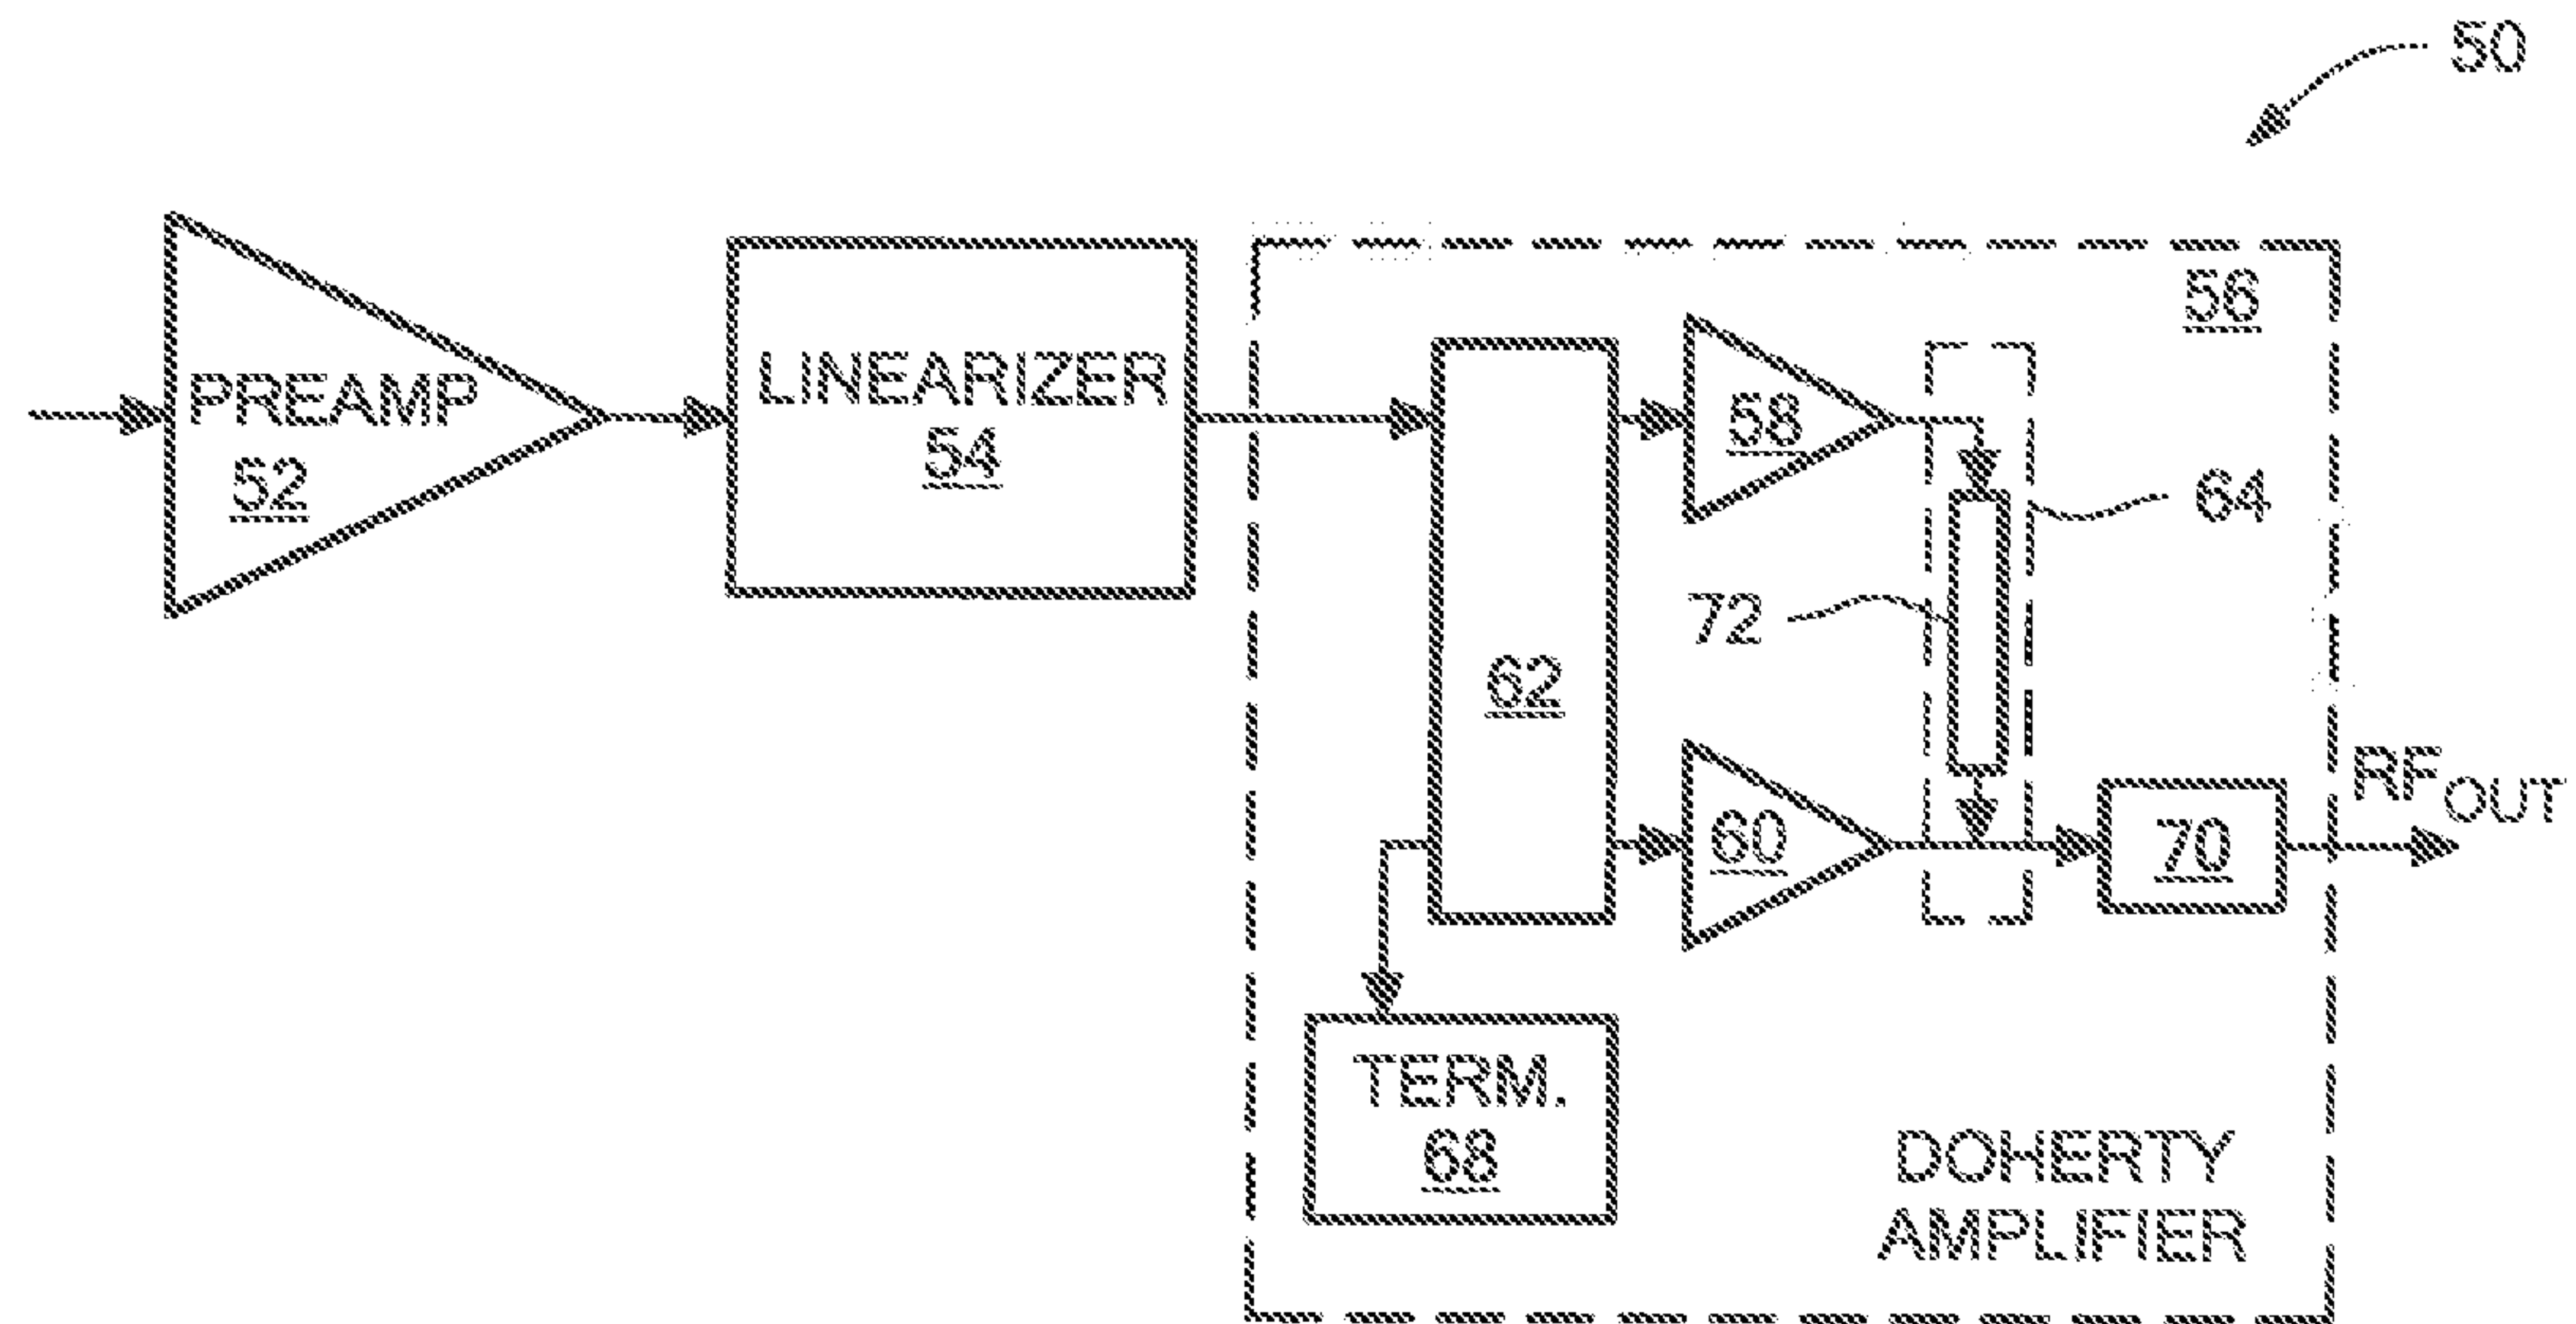 50
PREAMP
52
LINEARIZER
54
56
58
64
72
62
60
70
RFOUT
TERM.
68
DOHERTY
AMPLIFIER